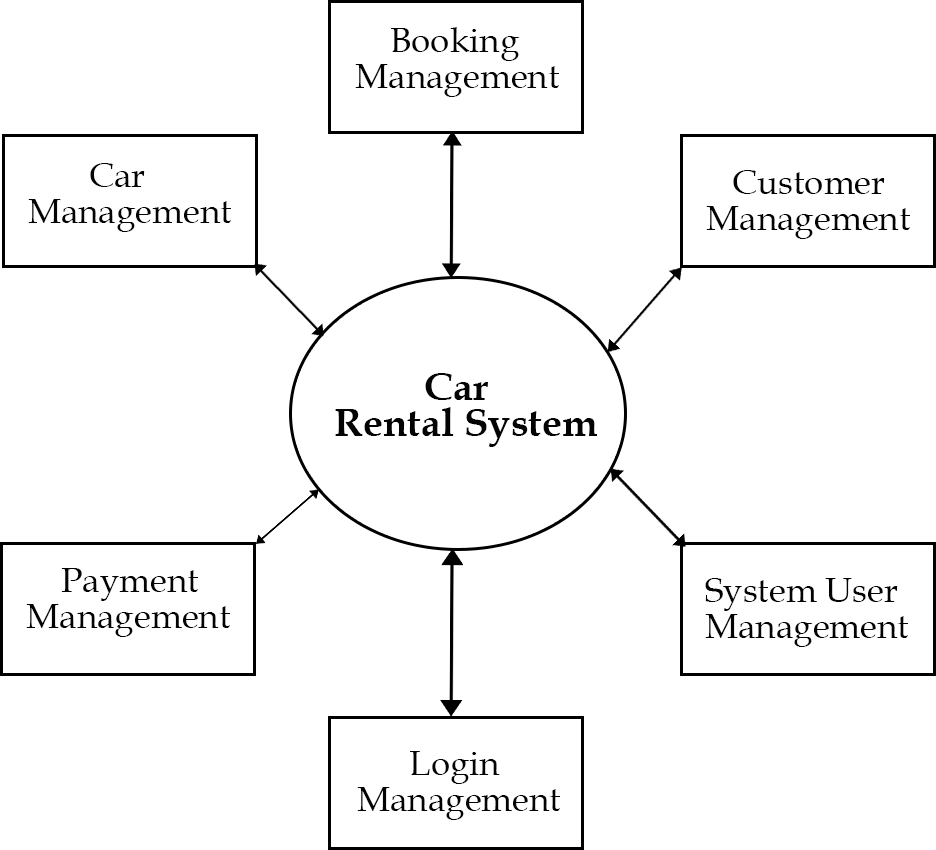 Booking
Management
Car
Management
Customer
Management
Car
Rental System
Payment
Management
System User
Management
Login
Management